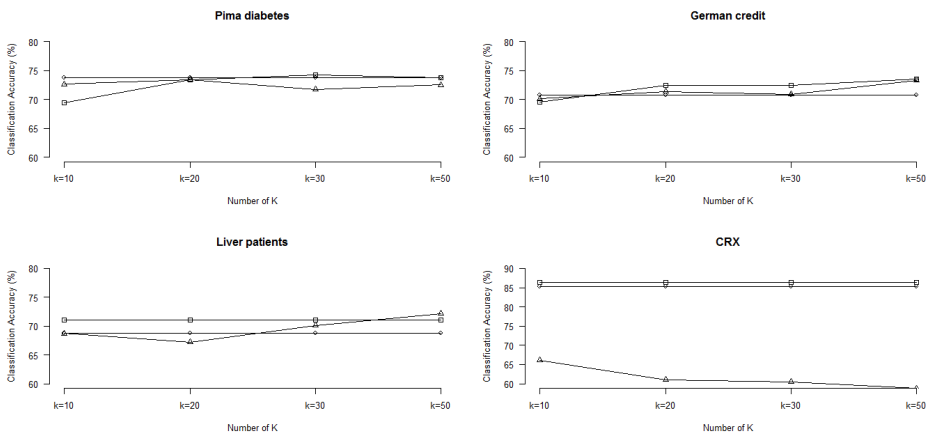 Pima diabetes
Classification Accuracy (%)
80
75
70
65
60
k=10 k=20 k=30 k=50
Number of K
German credit
Classification Accuracy (%)
80
75
70
65
60
k=10 k=20 k=30 k=50
Number of K
Liver patients
Classification Accuracy (%)
80
75
70
65
60
k=10 k=20 k=30 k=50
Number of K
CRX
Classification Accuracy (%)
90
85
80
75
70
65
60
k=10 k=20 k=30 k=50
Number of K